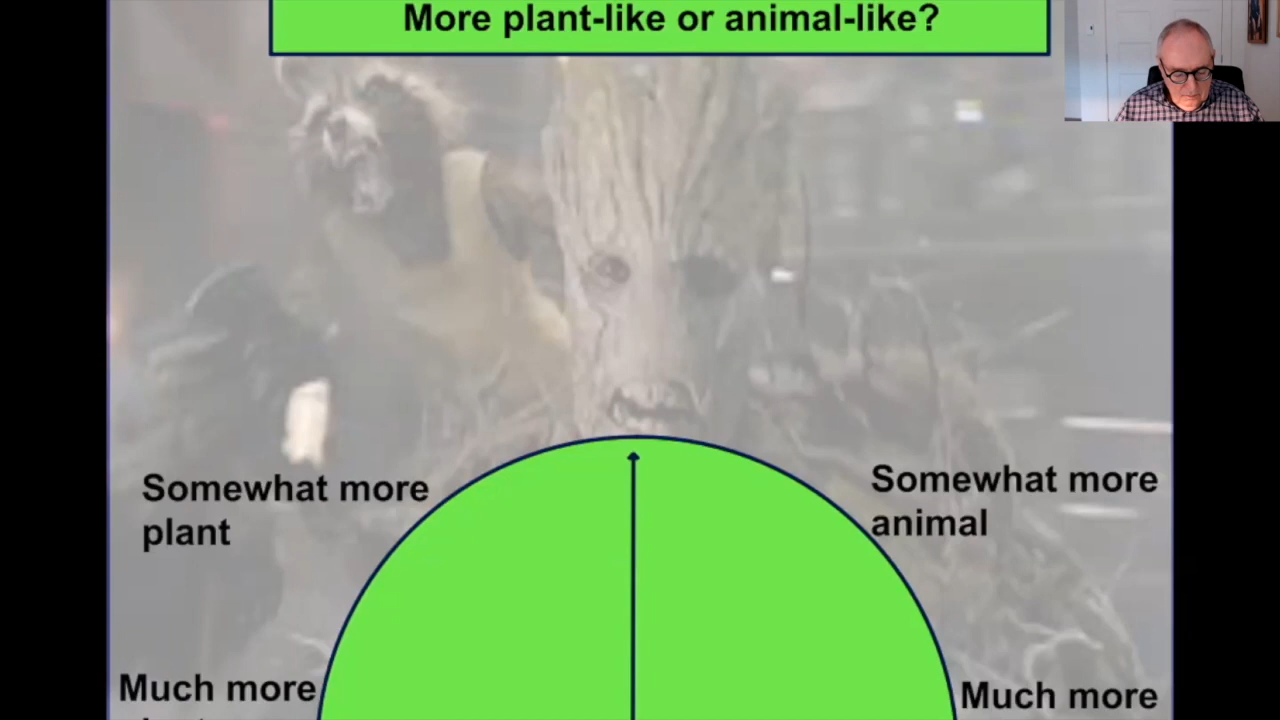 More plant-like or animal-like?
Somewhat more
plant
Somewhat more
animal
Much more
Much more